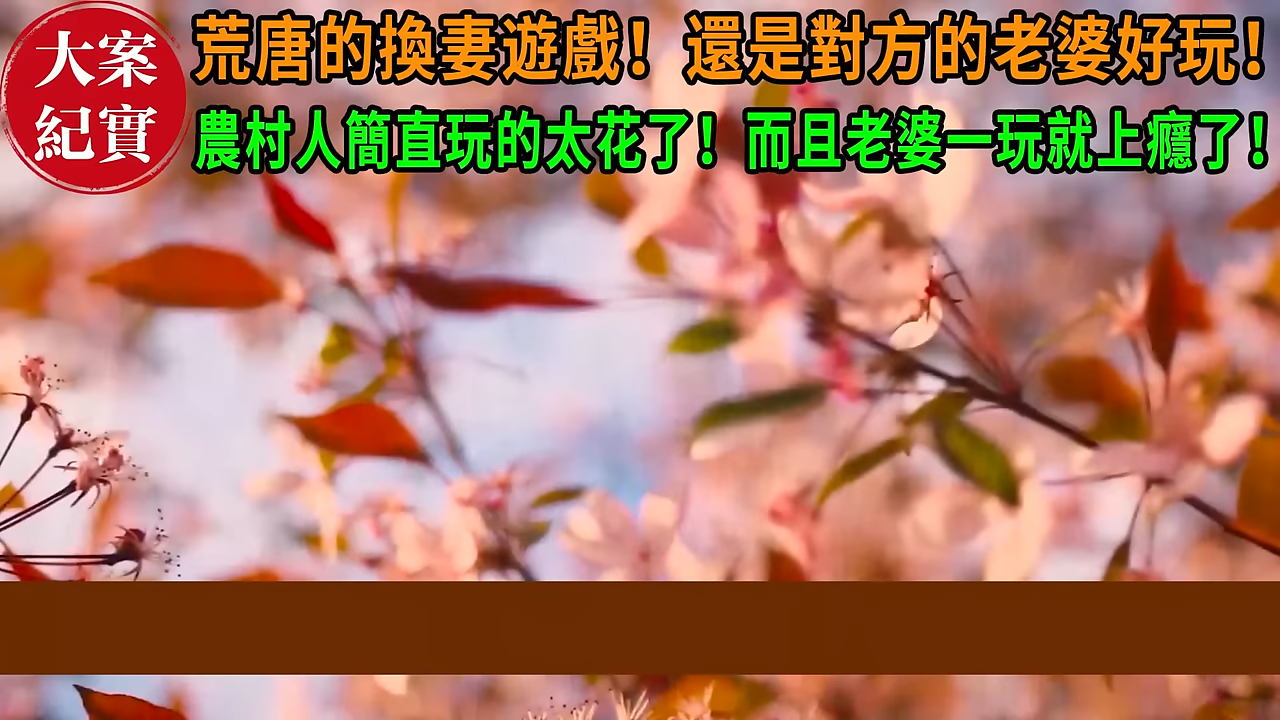 大案
紀實
荒唐的換妻遊戲！還是對方的老婆好玩！
農村人簡直玩的太花了！而且老婆一玩就上癮了！